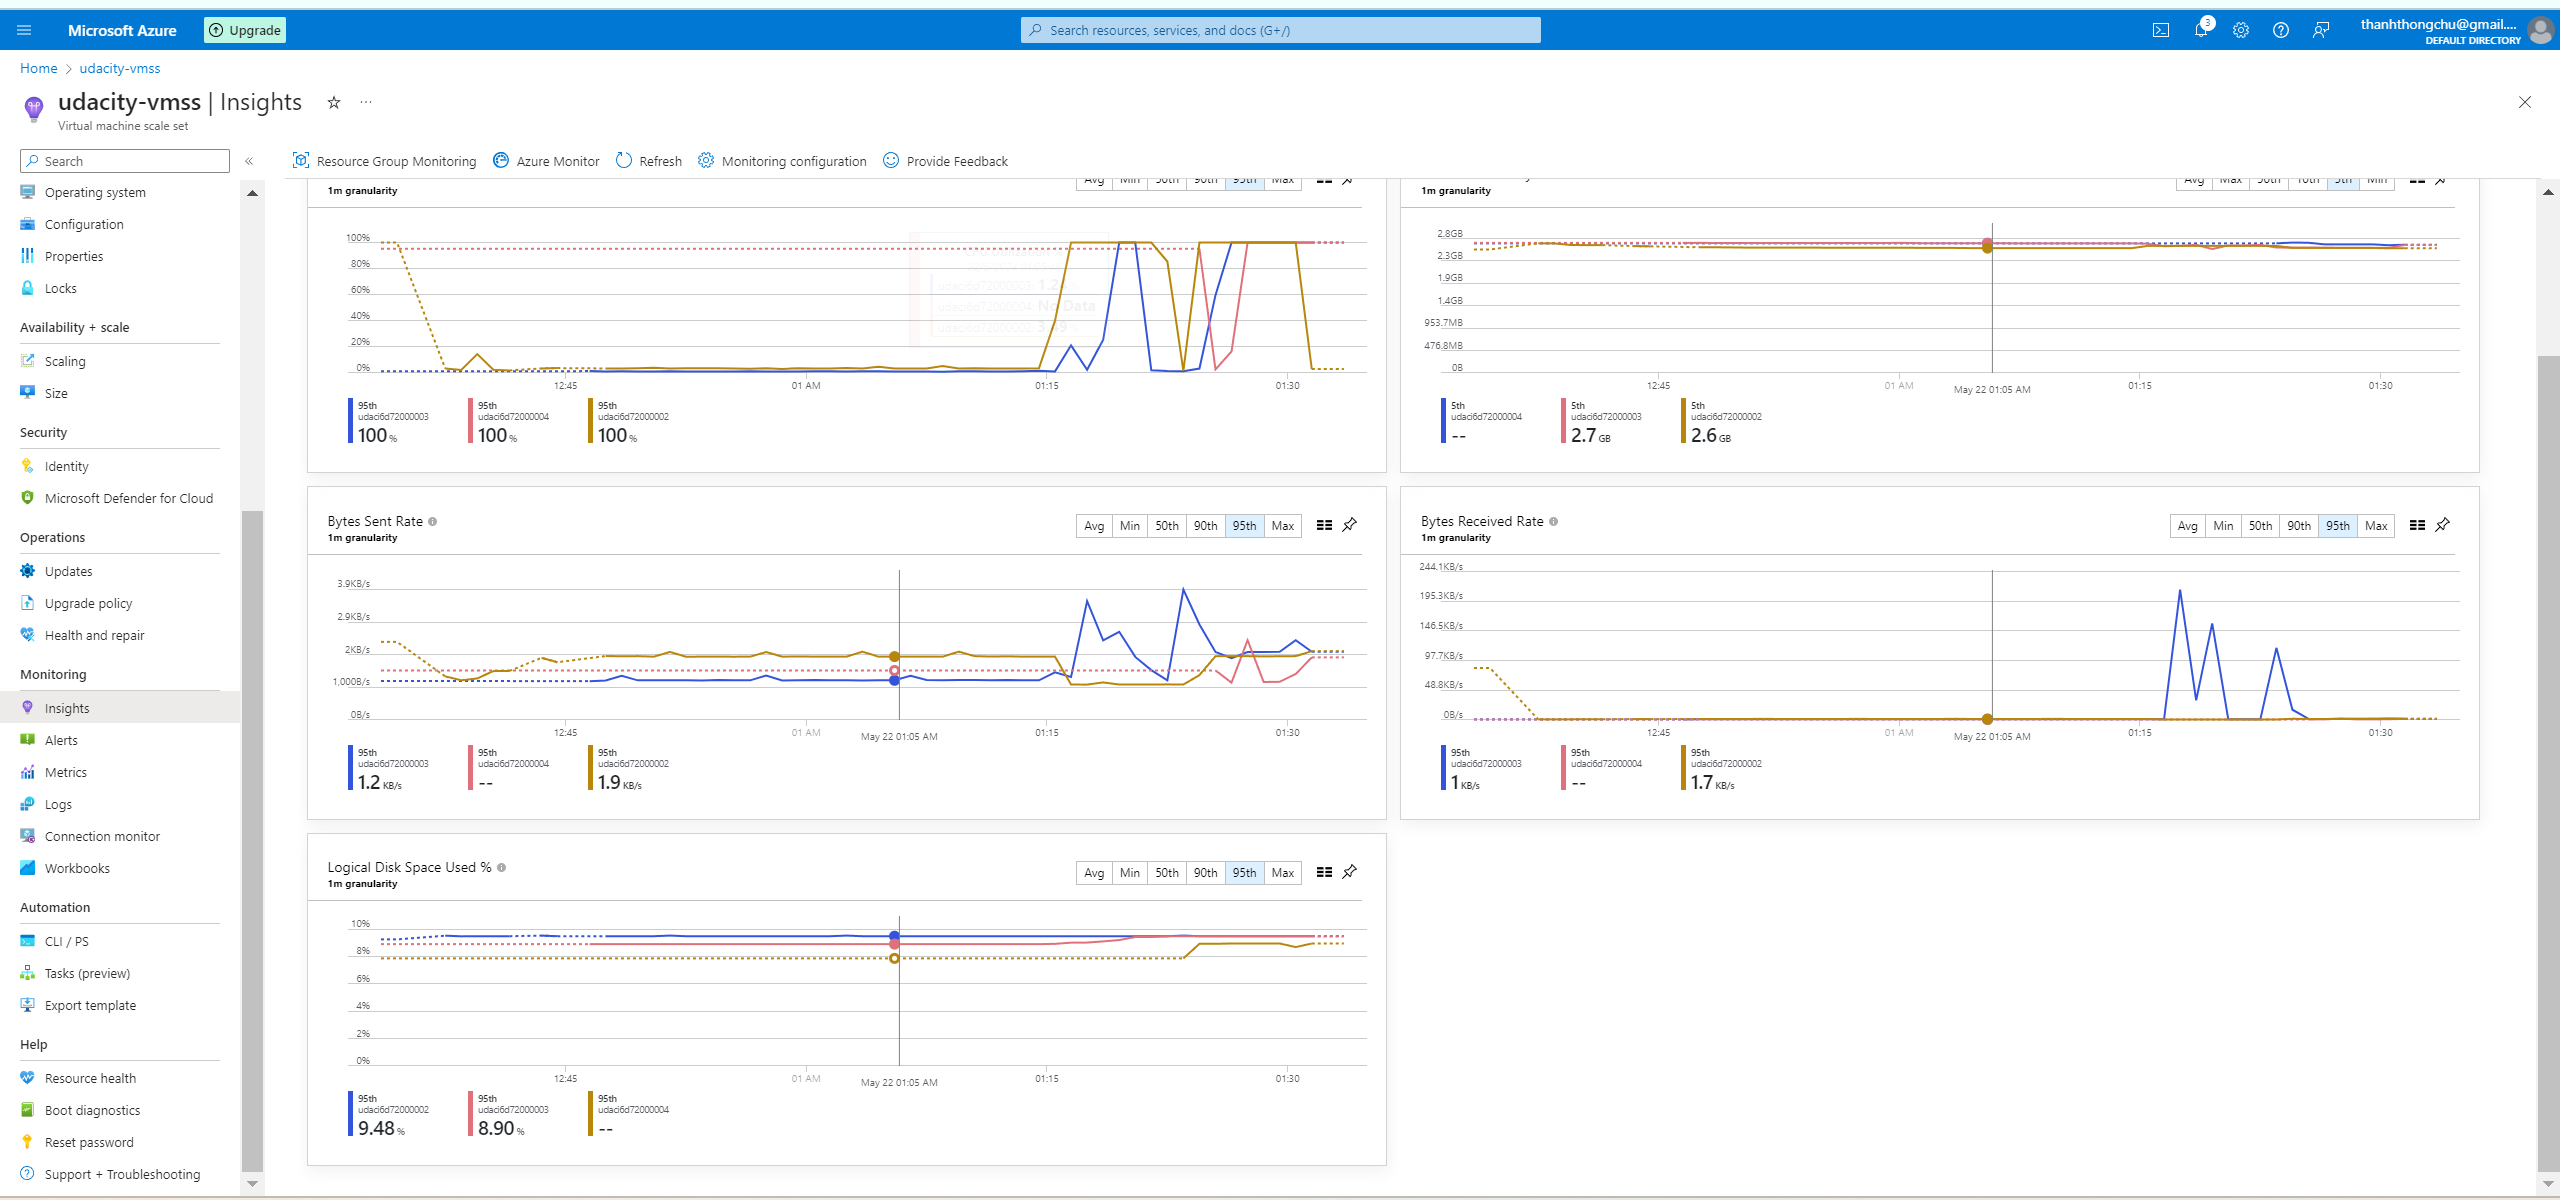 Microsoft Azure
Upgrade
Search resources, services, and docs (G+/)
3
thanhthongchu@gmail....
DEFAULT DIRECTORY
Home > udacity-vmss
udacity-vmss | Insights
Virtual machine scale set
Search
Resource Group Monitoring
Azure Monitor
Refresh
Monitoring configuration
Provide Feedback
Operating system
Configuration
Properties
Locks
Availability + scale
Scaling
Size
Security
Identity
Microsoft Defender for Cloud
Operations
Updates
Upgrade policy
Health and repair
Monitoring
Insights
Alerts
Metrics
Logs
Connection monitor
Workbooks
Automation
CLI / PS
Tasks (preview)
Export template
Help
Resource health
Boot diagnostics
Reset password
Support + Troubleshooting
1m granularity
Avg Min 50th 90th 95th Max
100%
80%
60%
40%
20%
0%
udaci6d72000003: 1.2
udaci6d72000004: No Data
udaci6d72000002: 3.
12:45 01 AM 01:15 01:30
95th
udaci6d72000003
100 %
95th
udaci6d72000004
100 %
95th
udaci6d72000002
100 %
1m granularity
Avg Max 50th 10th 5th Min
2.8GB
2.3GB
1.9GB
1.4GB
953.7MB
476.8MB
0B
12:45 01 AM May 22 01:05 AM 01:15 01:30
5th
udaci6d72000004
--
5th
udaci6d72000003
2.7 GB
5th
udaci6d72000002
2.6 GB
Bytes Sent Rate
1m granularity
Avg Min 50th 90th 95th Max
3.9KB/s
2.9KB/s
2KB/s
1,000B/s
0B/s
12:45 01 AM May 22 01:05 AM 01:15 01:30
95th
udaci6d72000003
1.2 KB/s
95th
udaci6d72000004
--
95th
udaci6d72000002
1.9 KB/s
Bytes Received Rate
1m granularity
Avg Min 50th 90th 95th Max
244.1KB/s
195.3KB/s
146.5KB/s
97.7KB/s
48.8KB/s
0B/s
12:45 01 AM May 22 01:05 AM 01:15 01:30
95th
udaci6d72000003
1 KB/s
95th
udaci6d72000004
--
95th
udaci6d72000002
1.7 KB/s
Logical Disk Space Used %
1m granularity
Avg Min 50th 90th 95th Max
10%
8%
6%
4%
2%
0%
12:45 01 AM May 22 01:05 AM 01:15 01:30
95th
udaci6d72000002
9.48 %
95th
udaci6d72000003
8.90 %
95th
udaci6d72000004
--